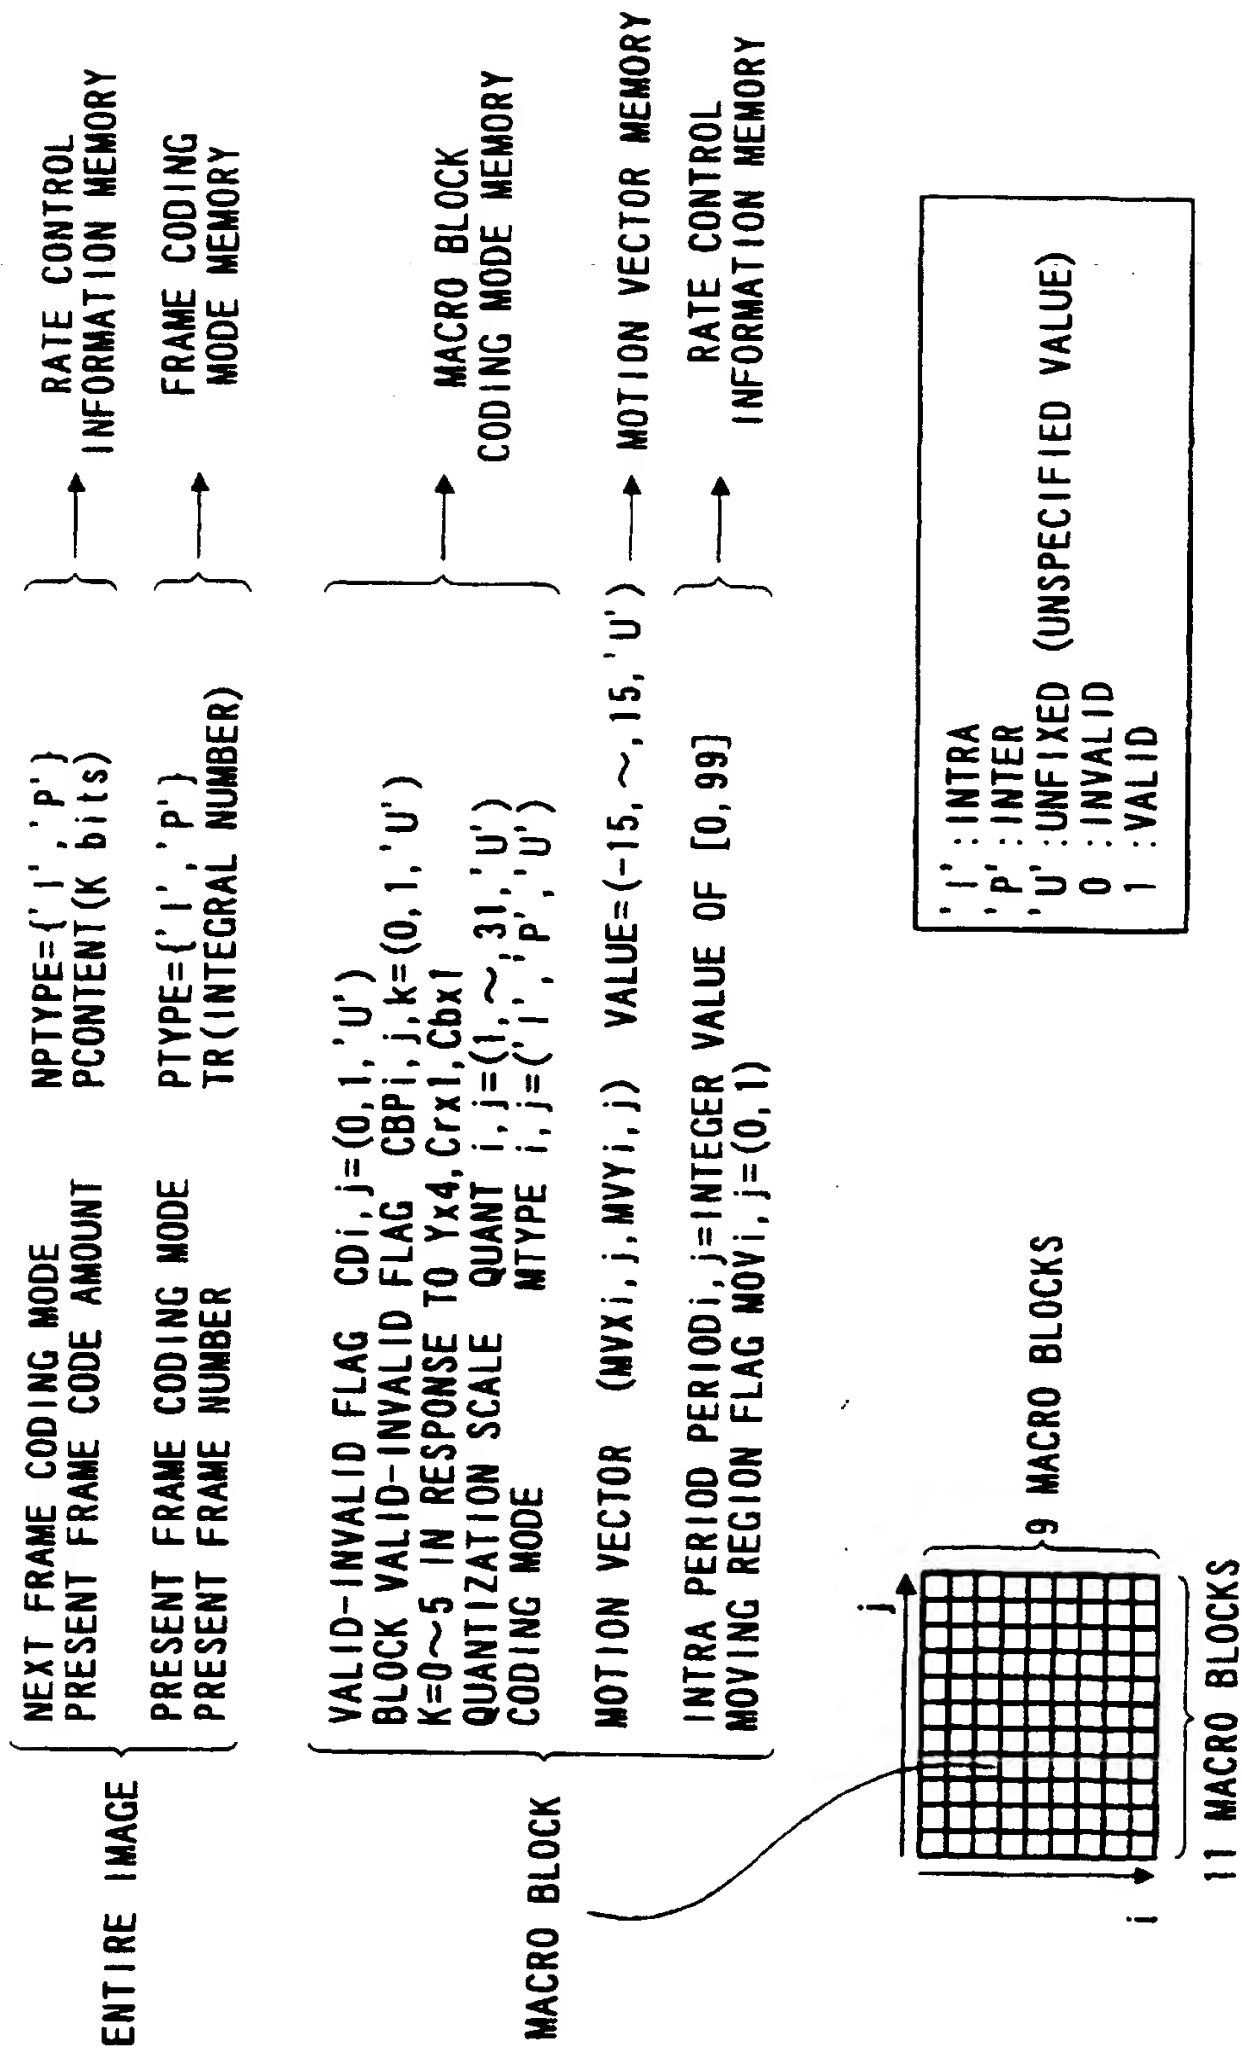 ENTIRE IMAGE
NEXT FRAME CODING MODE NPTYPE={'I','P'}
PRESENT FRAME CODE AMOUNT PCONTENT(K bits)
RATE CONTROL
INFORMATION MEMORY
PRESENT FRAME CODING MODE PTYPE={'I','P'}
PRESENT FRAME NUMBER TR(INTEGRAL NUMBER)
FRAME CODING
MODE MEMORY
MACRO BLOCK
VALID-INVALID FLAG CDi,j=(0,1,'U')
BLOCK VALID-INVALID FLAG CBPi,j,k=(0,1,'U')
K=0~5 IN RESPONSE TO Yx4,Crx1,Cbx1
QUANTIZATION SCALE QUANT i,j=(1,~,31,'U')
CODING MODE MTYPE i,j=('I','P','U')
MACRO BLOCK
CODING MODE MEMORY
MOTION VECTOR (MVXi,j,MVYi,j) VALUE=(-15,~,15,'U')
MOTION VECTOR MEMORY
INTRA PERIOD PERIODi,j=INTEGER VALUE OF [0,99]
MOVING REGION FLAG MOVi,j=(0,1)
RATE CONTROL
INFORMATION MEMORY
j
i
9 MACRO BLOCKS
11 MACRO BLOCKS
'I':INTRA
'P':INTER
'U':UNFIXED (UNSPECIFIED VALUE)
0 :INVALID
1 :VALID